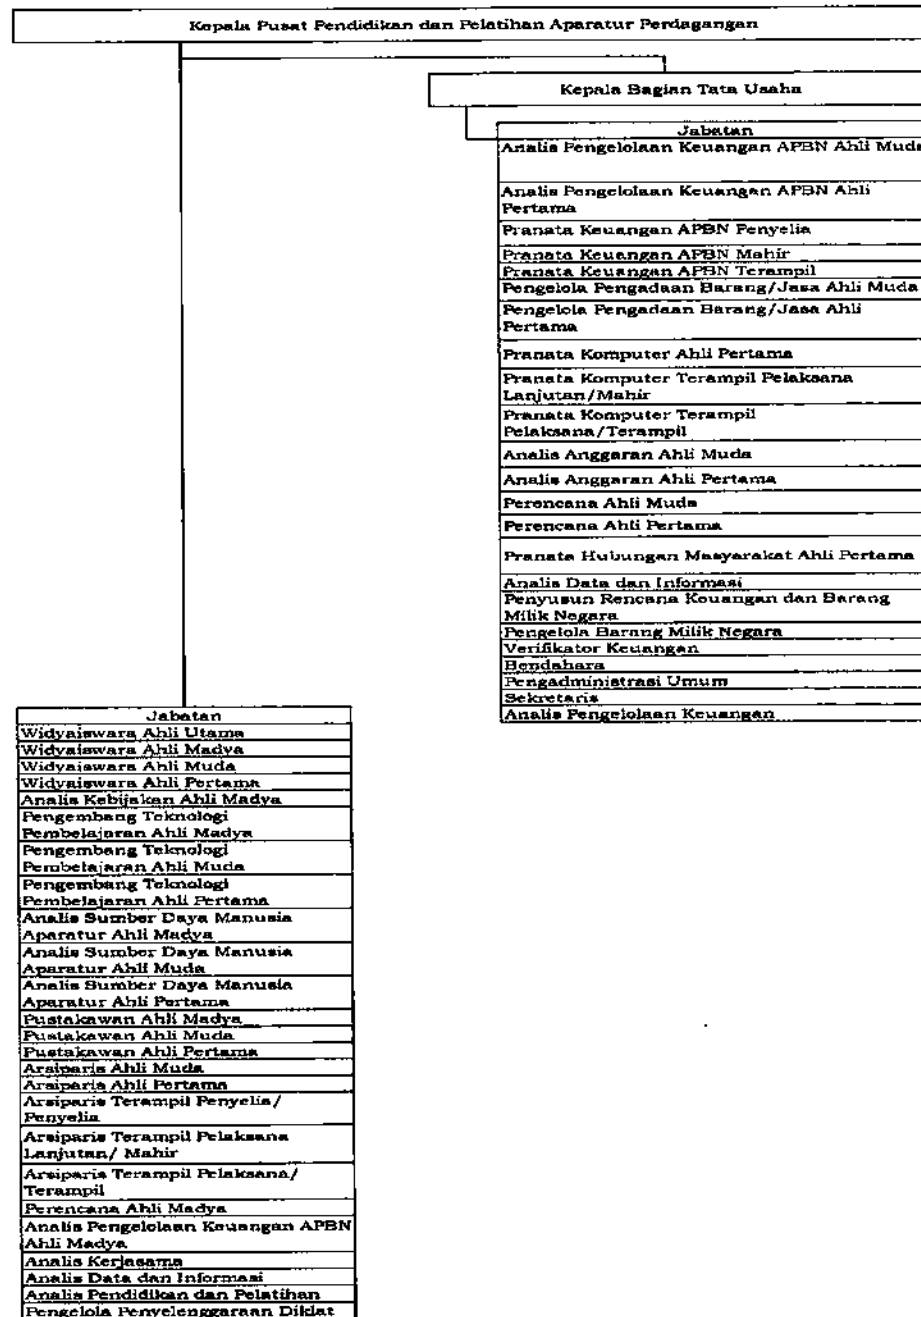 Kepala Pusat Pendidikan dan Pelatihan Aparatur Perdagangan
Kepala Bagian Tata Usaha
Jabatan
Analis Pengelolaan Keuangan APBN Ahli Muda
Analis Pengelolaan Keuangan APBN Ahli
Pertama
Pranata Keuangan APBN Penyelia
Pranata Keuangan APBN Mahir
Pranata Keuangan APBN Terampil
Pengelola Pengadaan Barang/Jasa Ahli Muda
Pengelola Pengadaan Barang/Jasa Ahli
Pertama
Pranata Komputer Ahli Pertama
Pranata Komputer Terampil Pelaksana
Lanjutan/Mahir
Pranata Komputer Terampil
Pelaksana/Terampil
Analis Anggaran Ahli Muda
Analis Anggaran Ahli Pertama
Perencana Ahli Muda
Perencana Ahli Pertama
Pranata Hubungan Masyarakat Ahli Pertama
Analis Data dan Informasi
Penyusun Rencana Keuangan dan Barang
Milik Negara
Pengelola Barang Milik Negara
Verifikator Keuangan
Bendahara
Pengadministrasi Umum
Sekretaris
Analis Pengelolaan Keuangan
Jabatan
Widyaiswara Ahli Utama
Widyaiswara Ahli Madya
Widyaiswara Ahli Muda
Widyaiswara Ahli Pertama
Analis Kebijakan Ahli Madya
Pengembang Teknologi
Pembelajaran Ahli Madya
Pengembang Teknologi
Pembelajaran Ahli Muda
Pengembang Teknologi
Pembelajaran Ahli Pertama
Analis Sumber Daya Manusia
Aparatur Ahli Madya
Analis Sumber Daya Manusia
Aparatur Ahli Muda
Analis Sumber Daya Manusia
Aparatur Ahli Pertama
Pustakawan Ahli Madya
Pustakawan Ahli Muda
Pustakawan Ahli Pertama
Arsiparis Ahli Muda
Arsiparis Ahli Pertama
Arsiparis Terampil Penyelia/
Penyelia
Arsiparis Terampil Pelaksana
Lanjutan/ Mahir
Arsiparis Terampil Pelaksana/
Terampil
Perencana Ahli Madya
Analis Pengelolaan Keuangan APBN
Ahli Madya
Analis Kerjasama
Analis Data dan Informasi
Analis Pendidikan dan Pelatihan
Pengelola Penyelenggaraan Diklat